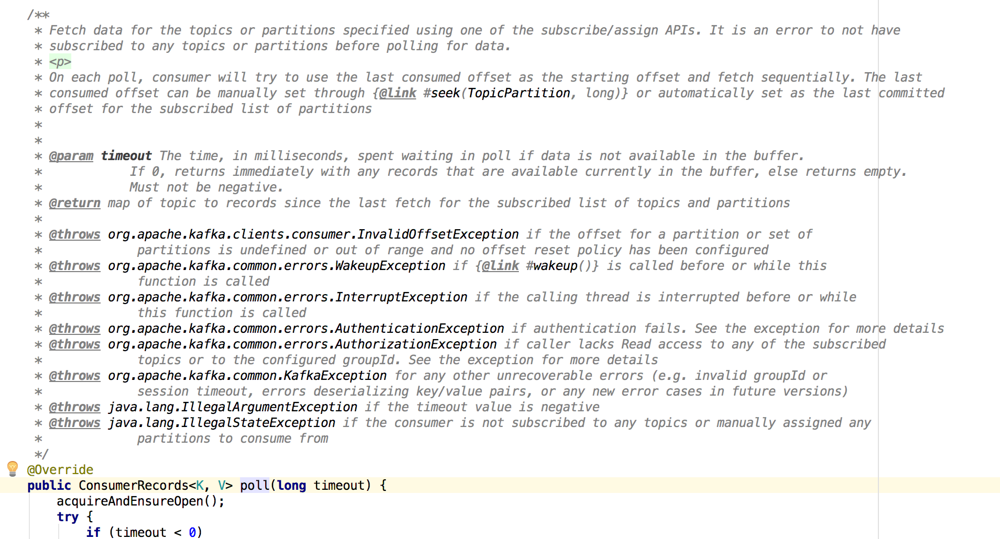 /**
 * Fetch data for the topics or partitions specified using one of the subscribe/assign APIs. It is an error to not have
 * subscribed to any topics or partitions before polling for data.
 * <p>
 * On each poll, consumer will try to use the last consumed offset as the starting offset and fetch sequentially. The last
 * consumed offset can be manually set through {@link #seek(TopicPartition, long)} or automatically set as the last committed
 * offset for the subscribed list of partitions
 *
 *
 * @param timeout The time, in milliseconds, spent waiting in poll if data is not available in the buffer.
 *            If 0, returns immediately with any records that are available currently in the buffer, else returns empty.
 *            Must not be negative.
 * @return map of topic to records since the last fetch for the subscribed list of topics and partitions
 *
 * @throws org.apache.kafka.clients.consumer.InvalidOffsetException if the offset for a partition or set of
 *             partitions is undefined or out of range and no offset reset policy has been configured
 * @throws org.apache.kafka.common.errors.WakeupException if {@link #wakeup()} is called before or while this
 *             function is called
 * @throws org.apache.kafka.common.errors.InterruptException if the calling thread is interrupted before or while
 *             this function is called
 * @throws org.apache.kafka.common.errors.AuthenticationException if authentication fails. See the exception for more details
 * @throws org.apache.kafka.common.errors.AuthorizationException if caller lacks Read access to any of the subscribed
 *             topics or to the configured groupId. See the exception for more details
 * @throws org.apache.kafka.common.KafkaException for any other unrecoverable errors (e.g. invalid groupId or
 *             session timeout, errors deserializing key/value pairs, or any new error cases in future versions)
 * @throws java.lang.IllegalArgumentException if the timeout value is negative
 * @throws java.lang.IllegalStateException if the consumer is not subscribed to any topics or manually assigned any
 *             partitions to consume from
 */
@Override
public ConsumerRecords<K, V> poll(long timeout) {
    acquireAndEnsureOpen();
    try {
        if (timeout < 0)